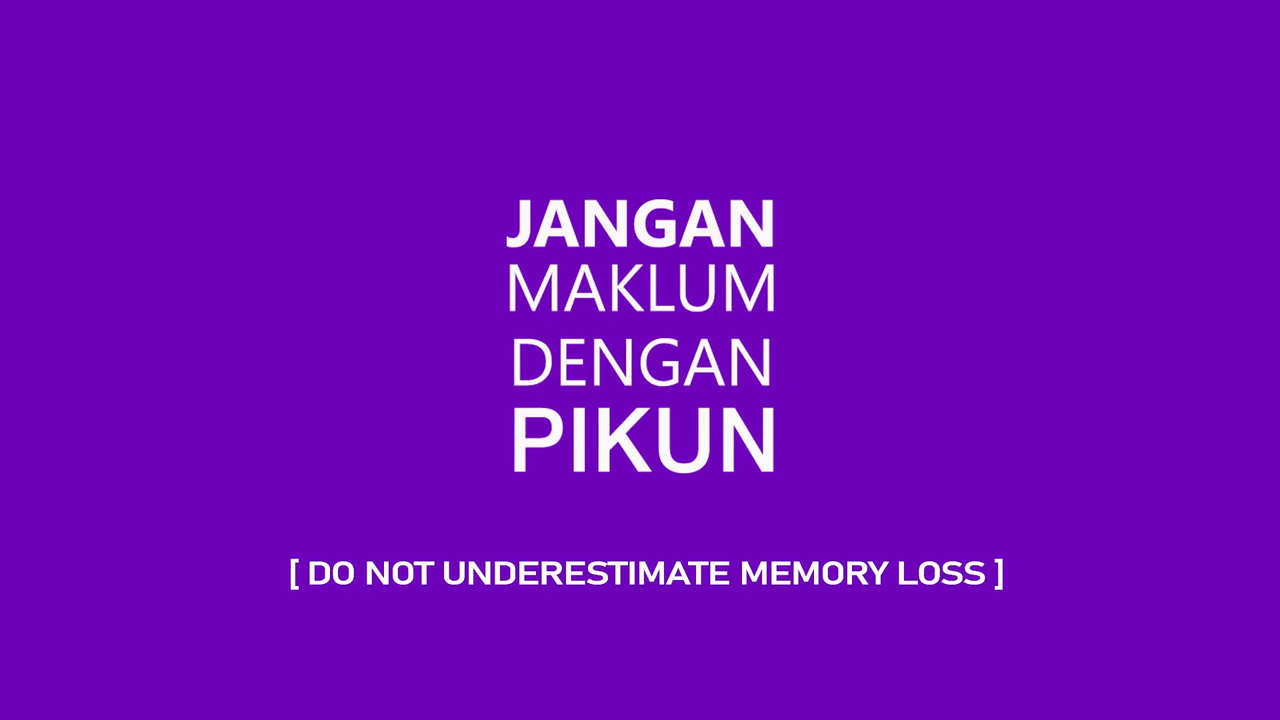 JANGAN
MAKLUM
DENGAN
PIKUN
[ DO NOT UNDERESTIMATE MEMORY LOSS ]